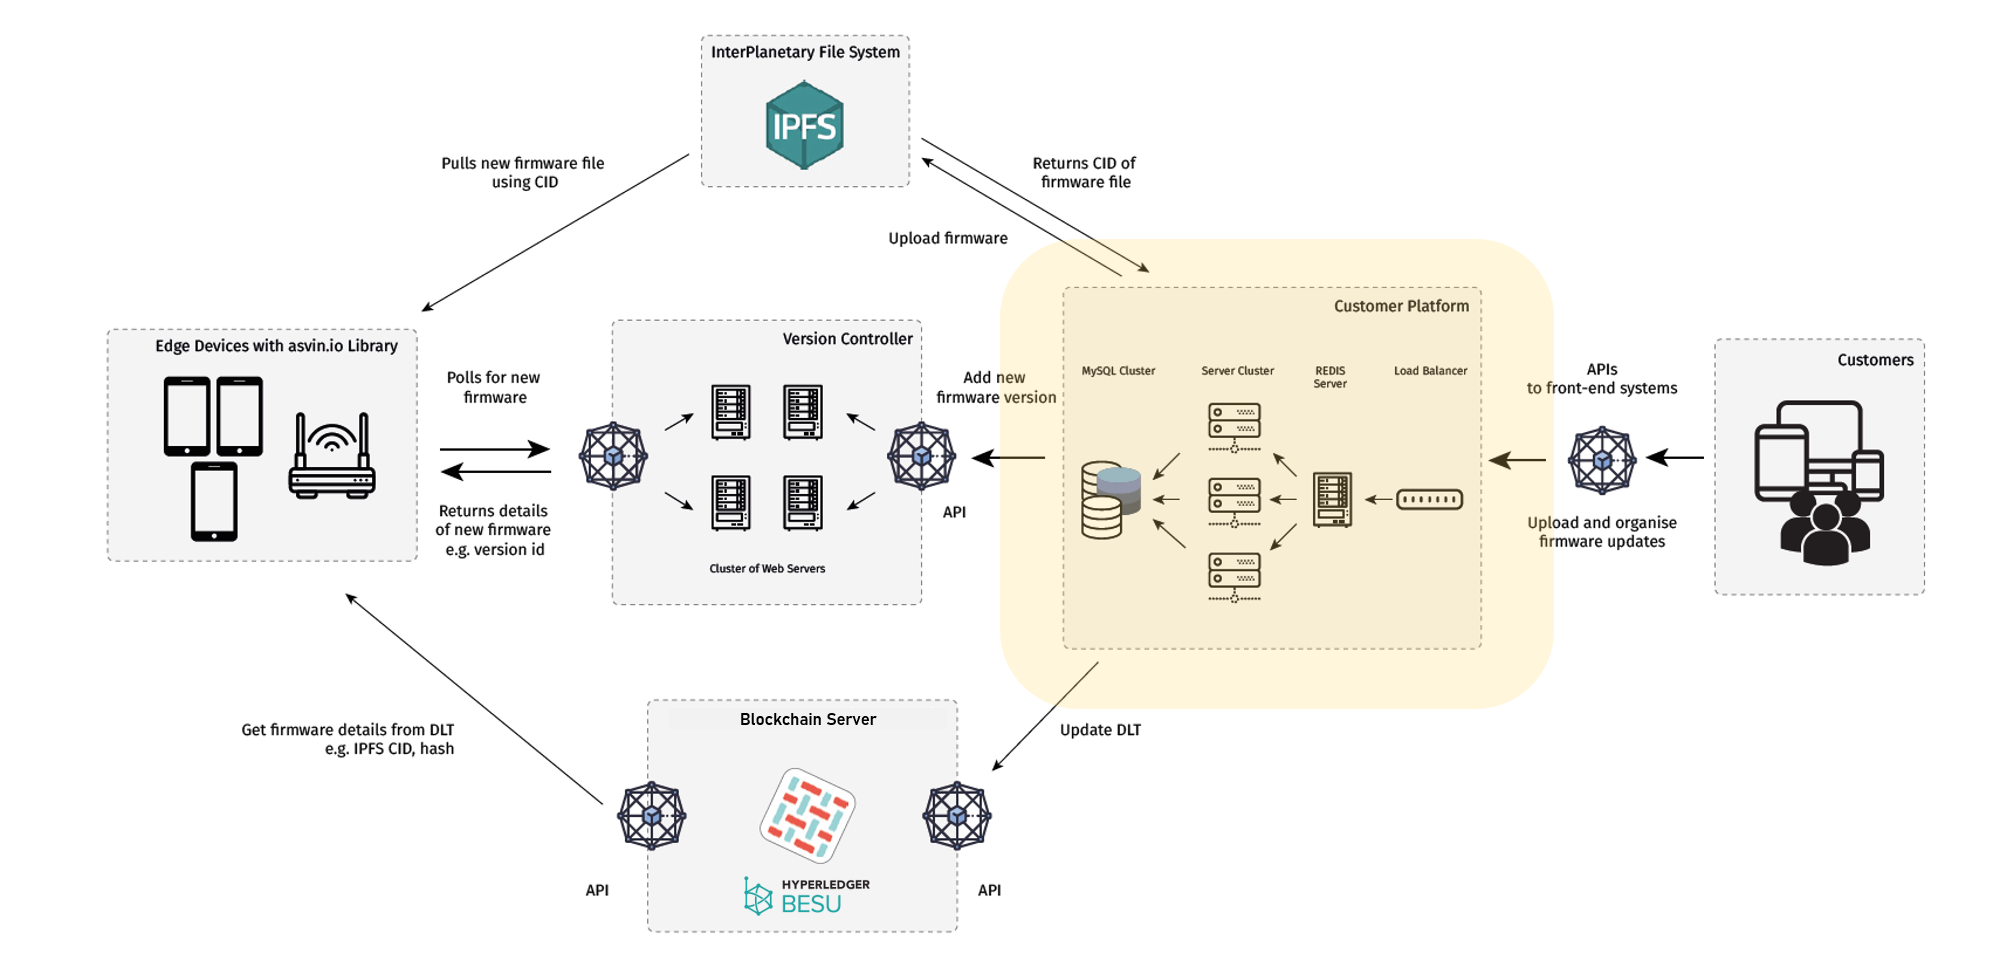 InterPlanetary File System
IPFS
Pulls new firmware file
using CID
Returns CID of
firmware file
Upload firmware
Customer Platform
Edge Devices with asvin.io Library
Version Controller
Customers
Polls for new
firmware
Add new
firmware version
MySQL Cluster
Server Cluster
REDIS
Server
Load Balancer
APIs
to front-end systems
Returns details
of new firmware
e.g. version id
API
Upload and organise
firmware updates
Cluster of Web Servers
Blockchain Server
Get firmware details from DLT
e.g. IPFS CID, hash
Update DLT
API
HYPERLEDGER
BESU
API